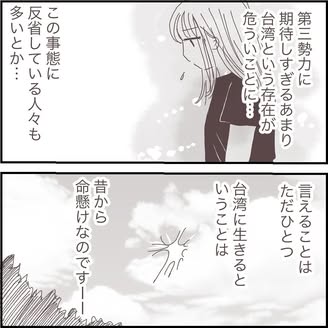 第三勢力に
期待しすぎるあまり
台湾という存在が
危ういことに…
この事態に
反省している人々も
多いとか…
言えることは
ただひとつ
台湾に生きると
いうことは
昔から
命懸けなのですー